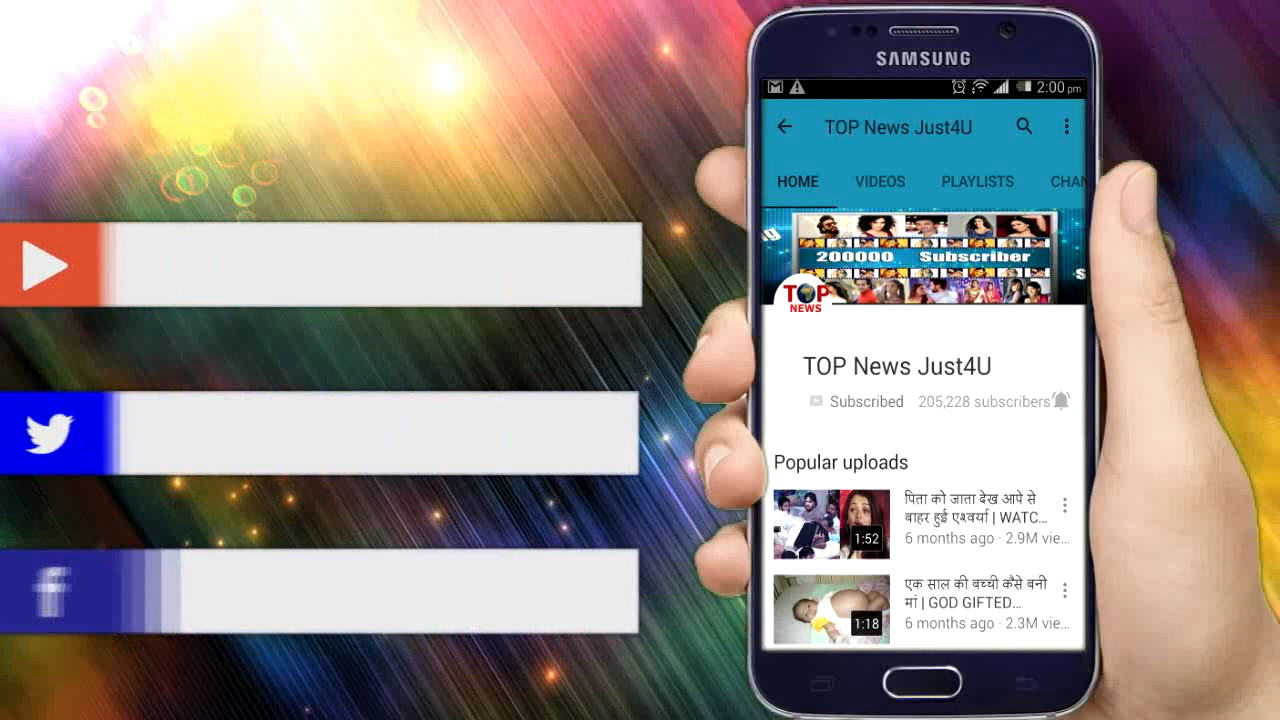 SAMSUNG
2:00 pm
TOP News Just4U
HOME VIDEOS PLAYLISTS CHAN
200000 Subscriber
TOP
NEWS
TOP News Just4U
Subscribed 205,228 subscribers
Popular uploads
पिता को जाता देख आपे से
बाहर हुई एश्वर्या | WATC...
1:52
6 months ago · 2.9M vie...
एक साल की बच्ची कैसे बनी
मां | GOD GIFTED...
1:18
6 months ago · 2.3M vie...